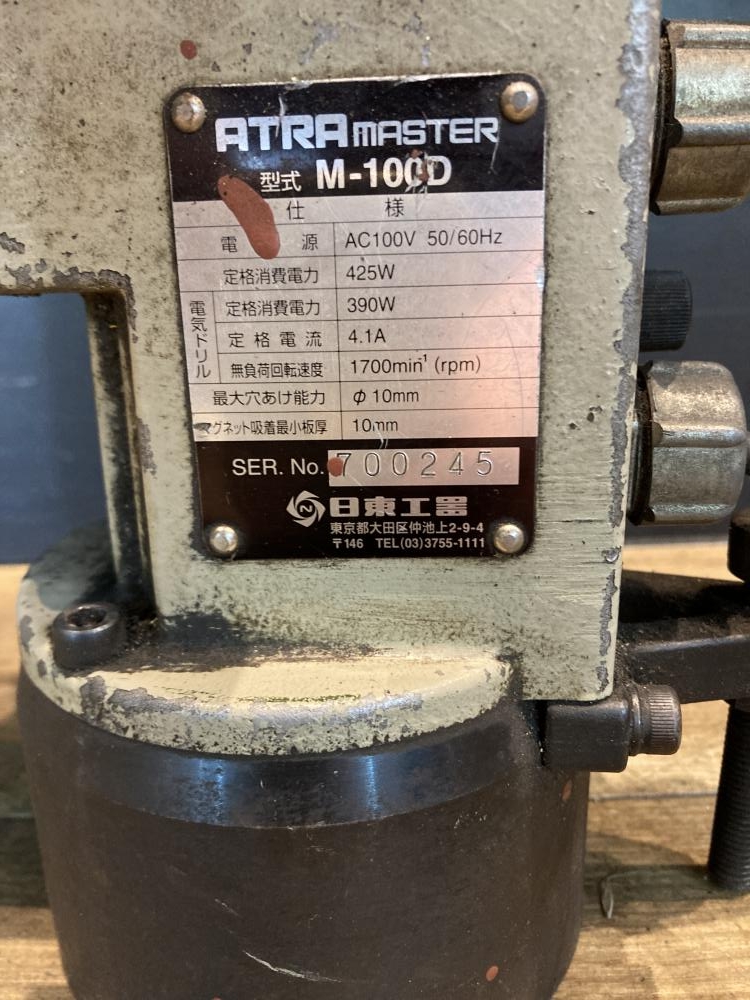 ATRA MASTER
型式 M-100D
仕 様
電 源 AC100V 50/60Hz
定格消費電力 425W
電気ドリル 定格消費電力 390W
定格電流 4.1A
無負荷回転速度 1700min⁻¹ (rpm)
最大穴あけ能力 φ 10mm
マグネット吸着最小板厚 10mm
SER. No. 700245
日東工器
東京都大田区仲池上2-9-4
〒146 TEL(03)3755-1111